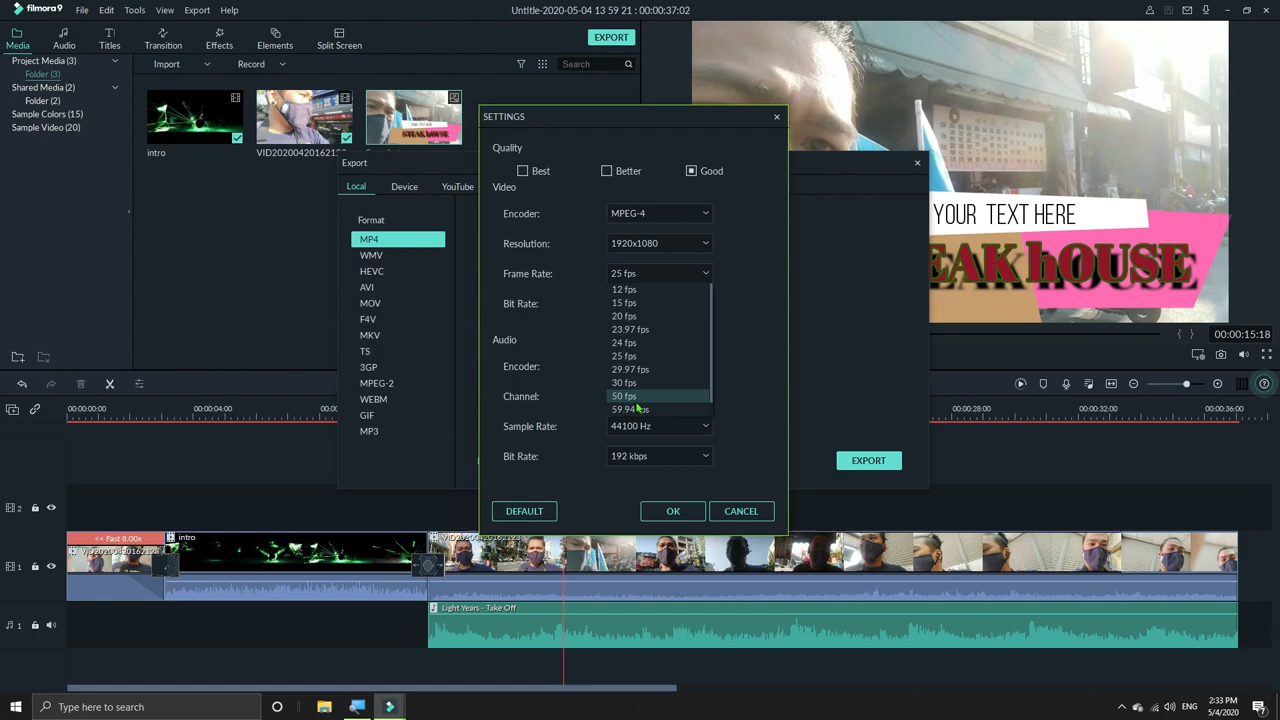 filmora9 File Edit Tools View Export Help
Untitle-2020-05-04 13 59 21 : 00:00:37:02
Media Audio Titles Transition Effects Elements Split Screen
EXPORT
Project Media (3)
Folder (3)
Shared Media (2)
Folder (2)
Sample Colors (15)
Sample Video (20)
Import Record Search
intro
VID20200420162123
YOUR TEXT HERE
EAK hOUSE
00:00:15:18
Export
Local Device YouTube
Format
MP4
WMV
HEVC
AVI
MOV
F4V
MKV
TS
3GP
MPEG-2
WEBM
GIF
MP3
EXPORT
SETTINGS
Quality
Best Better Good
Video
Encoder: MPEG-4
Resolution: 1920x1080
Frame Rate: 25 fps
12 fps
15 fps
20 fps
23.97 fps
24 fps
25 fps
29.97 fps
30 fps
50 fps
59.94 fps
Bit Rate:
Audio
Encoder:
Channel:
Sample Rate: 44100 Hz
Bit Rate: 192 kbps
DEFAULT OK CANCEL
00:00:00:00 00:00:04:00 00:00:28:00 00:00:32:00 00:00:36:00
2
<< Fast 8.00x
intro
1
Light Years - Take Off
1
Type here to search
2:33 PM
5/4/2020